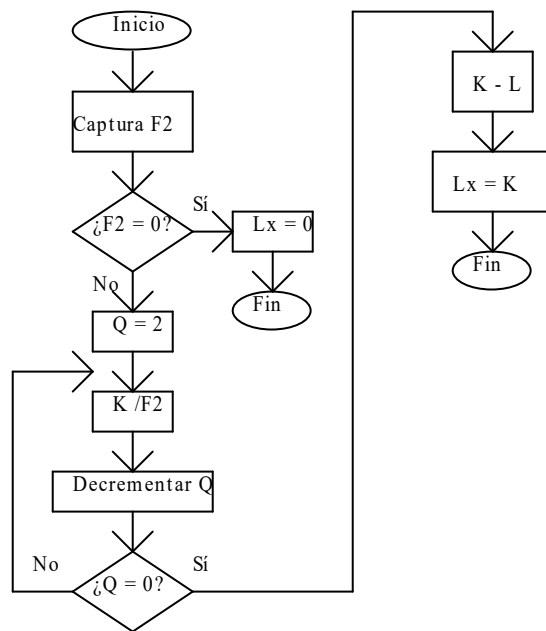 Inicio
Captura F2
¿F2 = 0?
Sí
Lx = 0
Fin
No
Q = 2
K /F2
Decrementar Q
¿Q = 0?
No
Sí
K - L
Lx = K
Fin